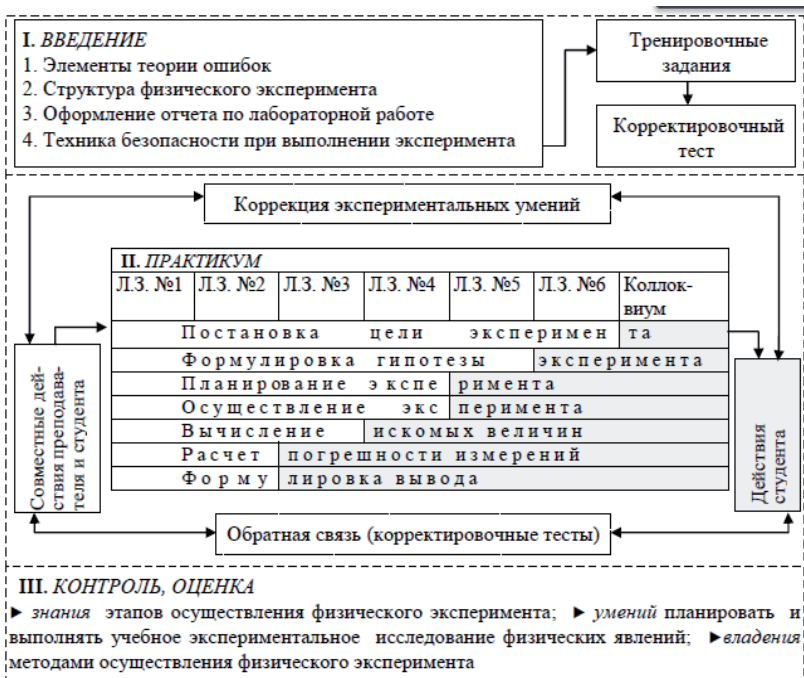 I. ВВЕДЕНИЕ
1. Элементы теории ошибок
2. Структура физического эксперимента
3. Оформление отчета по лабораторной работе
4. Техника безопасности при выполнении эксперимента
Тренировочные
задания
Корректировочный
тест
Коррекция экспериментальных умений
II. ПРАКТИКУМ
Л.З. №1 Л.З. №2 Л.З. №3 Л.З. №4 Л.З. №5 Л.З. №6 Коллок-
виум
Постановка цели эксперимен та
Формулировка гипотезы эксперимента
Планирование экспе римента
Осуществление экс перимента
Вычисление искомых величин
Расчет погрешности измерений
Форму лировка вывода
Совместные дей-
ствия преподава-
теля и студента
Действия
студента
Обратная связь (корректировочные тесты)
III. КОНТРОЛЬ, ОЦЕНКА
► знания этапов осуществления физического эксперимента; ► умений планировать и
выполнять учебное экспериментальное исследование физических явлений; ►владения
методами осуществления физического эксперимента